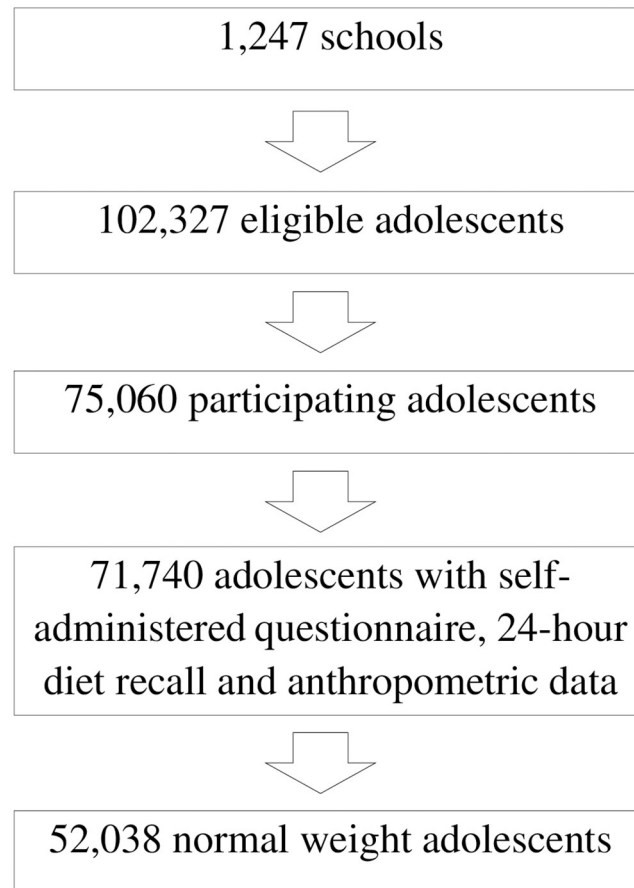 1,247 schools
102,327 eligible adolescents
75,060 participating adolescents
71,740 adolescents with self-
administered questionnaire, 24-hour
diet recall and anthropometric data
52,038 normal weight adolescents